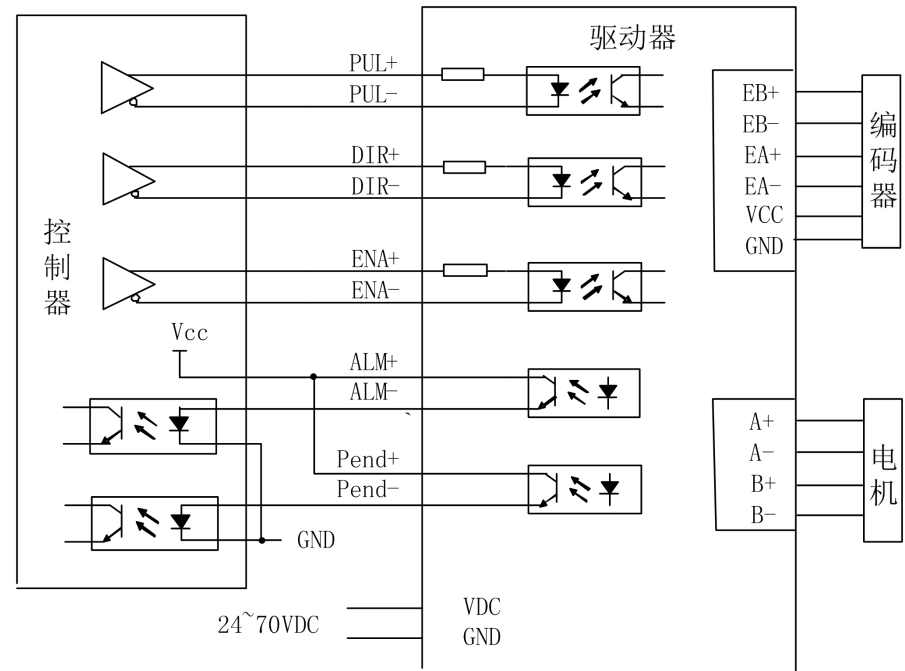 驱动器
PUL+
PUL-
DIR+
DIR-
控制器
ENA+
ENA-
Vcc
ALM+
ALM-
Pend+
Pend-
GND
24~70VDC
VDC
GND
EB+
EB-
EA+
EA-
VCC
GND
编码器
A+
A-
B+
B-
电机